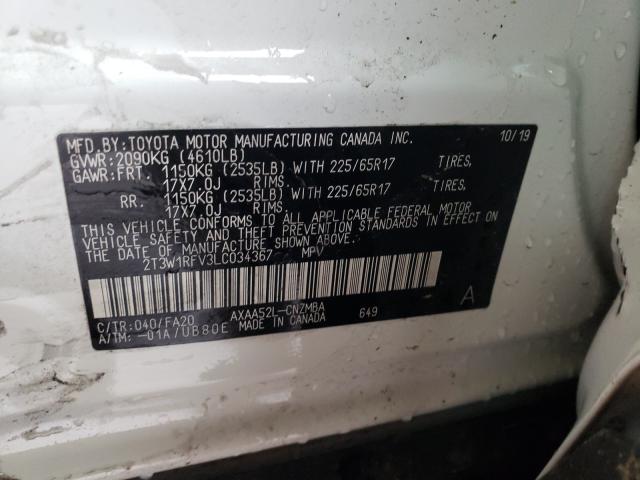 MFD.BY:TOYOTA MOTOR MANUFACTURING CANADA INC. 10/19
GVWR:2090KG (4610LB)
GAWR:FRT. 1150KG (2535LB) WITH 225/65R17 TIRES.
17X7.0J RIMS.
RR. 1150KG (2535LB) WITH 225/65R17 TIRES.
17X7.0J RIMS.
THIS VEHICLE CONFORMS TO ALL APPLICABLE FEDERAL MOTOR
VEHICLE SAFETY AND THEFT PREVENTION STANDARDS IN EFFECT ON
THE DATE OF MANUFACTURE SHOWN ABOVE.
2T3W1RFV3LC034367 MPV
A
C/TR:040/FA20 AXAA52L-CNZMBA 649
A/TM: -01A/UB80E MADE IN CANADA